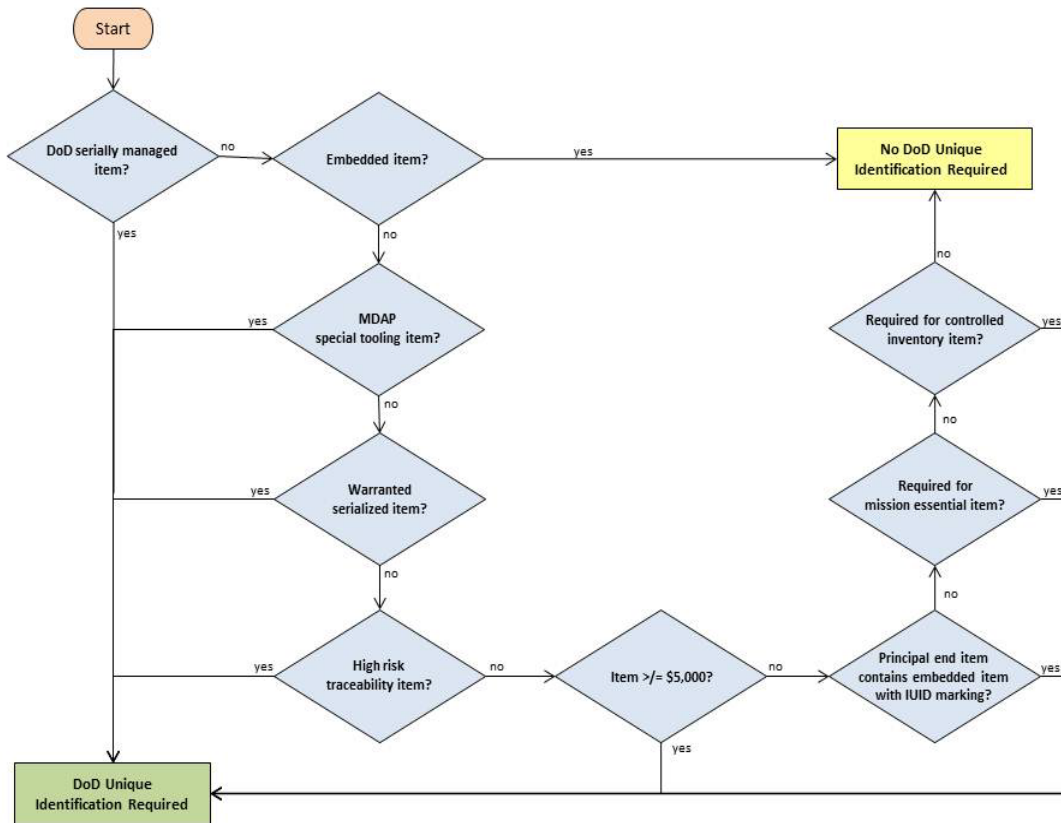 Start
DoD serially managed
item?
no
Embedded item?
yes
No DoD Unique
Identification Required
yes
no
no
MDAP
special tooling item?
yes
Required for controlled
inventory item?
yes
no
no
Warranted
serialized item?
yes
Required for
mission essential item?
yes
no
no
High risk
traceability item?
yes
no
Item >/= $5,000?
no
Principal end item
contains embedded item
with IUID marking?
yes
yes
DoD Unique
Identification Required